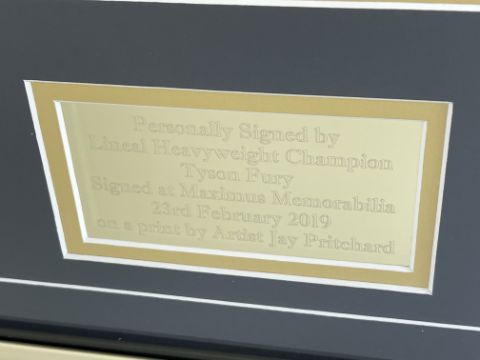 Personally Signed by
Lineal Heavyweight Champion
Tyson Fury
Signed at Maximus Memorabilia
23rd February 2019
on a print by Artist Jay Pritchard